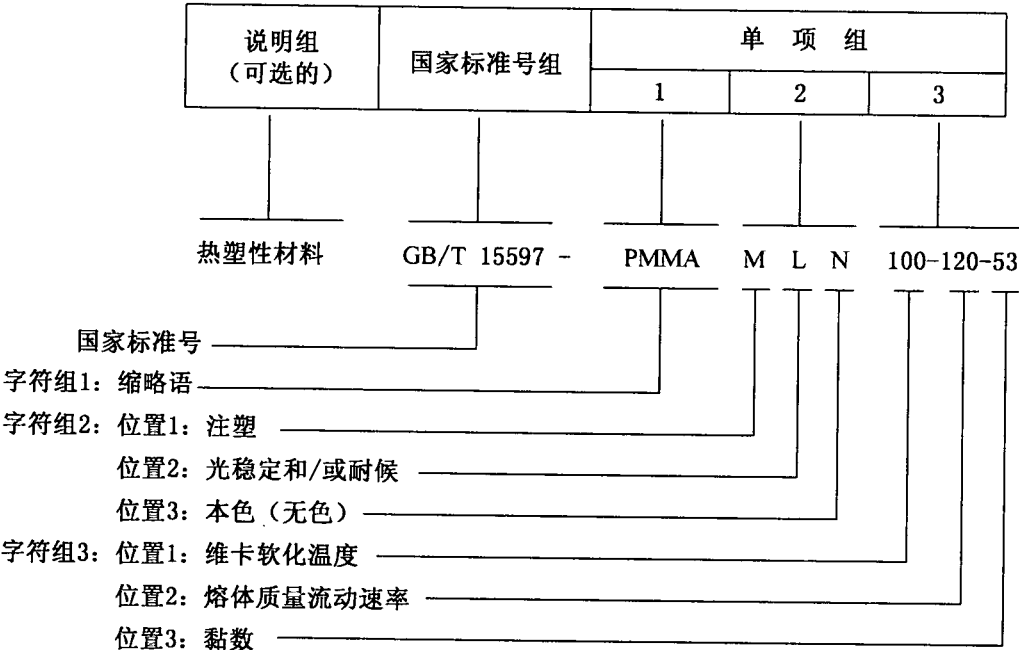 说明组
（可选的）
国家标准号组
单 项 组
1 2 3
热塑性材料 GB/T 15597 - PMMA M L N 100-120-53
国家标准号
字符组1：缩略语
字符组2：位置1：注塑
位置2：光稳定和/或耐候
位置3：本色（无色）
字符组3：位置1：维卡软化温度
位置2：熔体质量流动速率
位置3：黏数